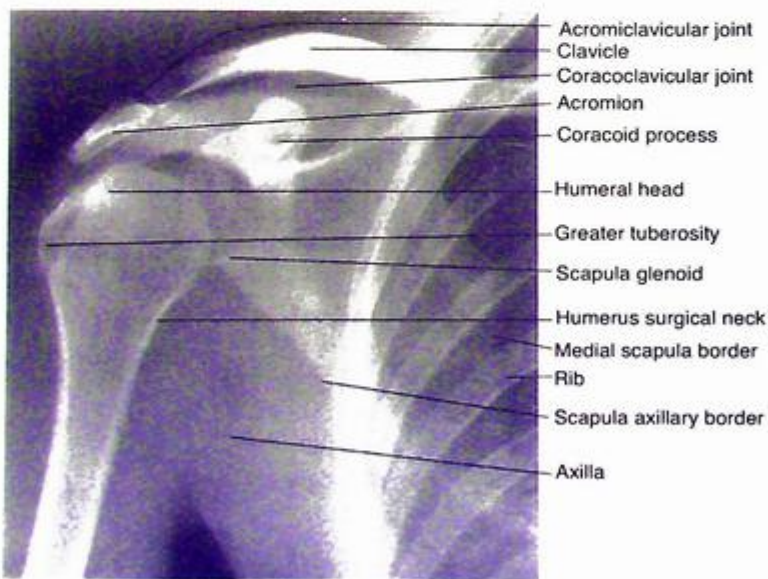 Acromiclavicular joint
Clavicle
Coracoclavicular joint
Acromion
Coracoid process
Humeral head
Greater tuberosity
Scapula glenoid
Humerus surgical neck
Medial scapula border
Rib
Scapula axillary border
Axilla